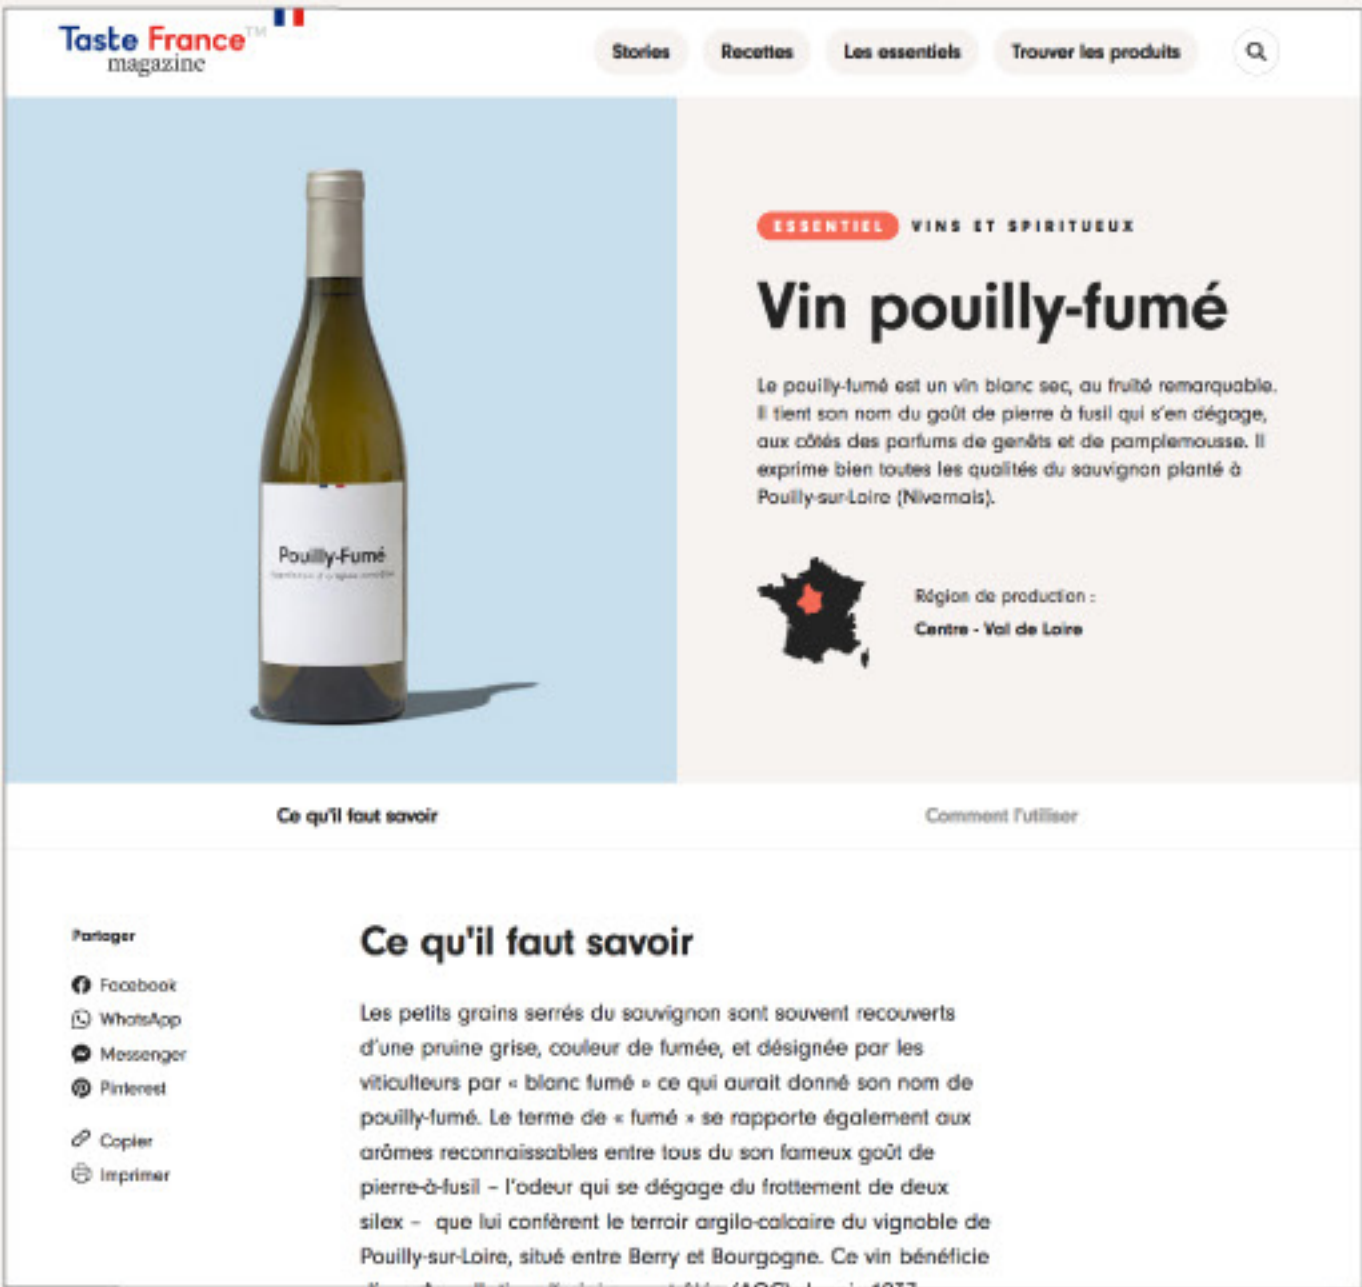 Taste France™
magazine
Stories
Recettes
Les essentiels
Trouver les produits
ESSENTIEL VINS ET SPIRITUEUX
Vin pouilly-fumé
Le pouilly-fumé est un vin blanc sec, au fruité remarquable.
Il tient son nom du goût de pierre à fusil qui s'en dégage,
aux côtés des parfums de genêts et de pamplemousse. Il
exprime bien toutes les qualités du sauvignon planté à
Pouilly-sur-Loire (Nivernais).
Pouilly-Fumé
Région de production :
Centre - Val de Loire
Ce qu'il faut savoir
Comment l'utiliser
Partager
Facebook
WhatsApp
Messenger
Pinterest
Copier
Imprimer
Ce qu'il faut savoir
Les petits grains serrés du sauvignon sont souvent recouverts
d'une pruine grise, couleur de fumée, et désignée par les
viticulteurs par « blanc fumé » ce qui aurait donné son nom de
pouilly-fumé. Le terme de « fumé » se rapporte également aux
arômes reconnaissables entre tous du son fameux goût de
pierre-à-fusil – l'odeur qui se dégage du frottement de deux
silex – que lui confèrent le terroir argilo-calcaire du vignoble de
Pouilly-sur-Loire, situé entre Berry et Bourgogne. Ce vin bénéficie